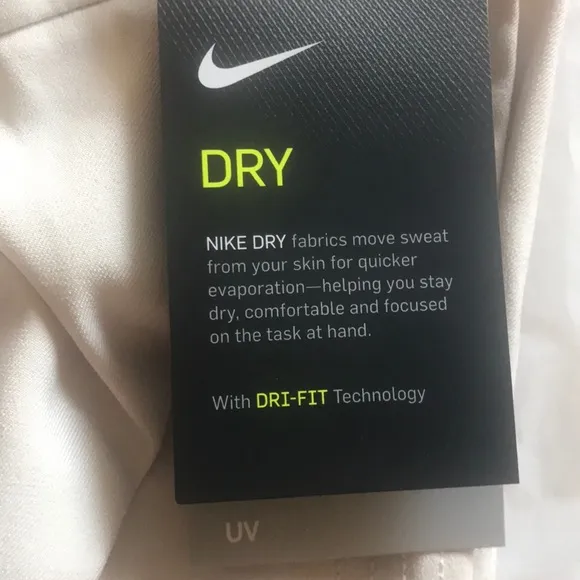 DRY
NIKE DRY fabrics move sweat
from your skin for quicker
evaporation—helping you stay
dry, comfortable and focused
on the task at hand.
With DRI-FIT Technology
UV